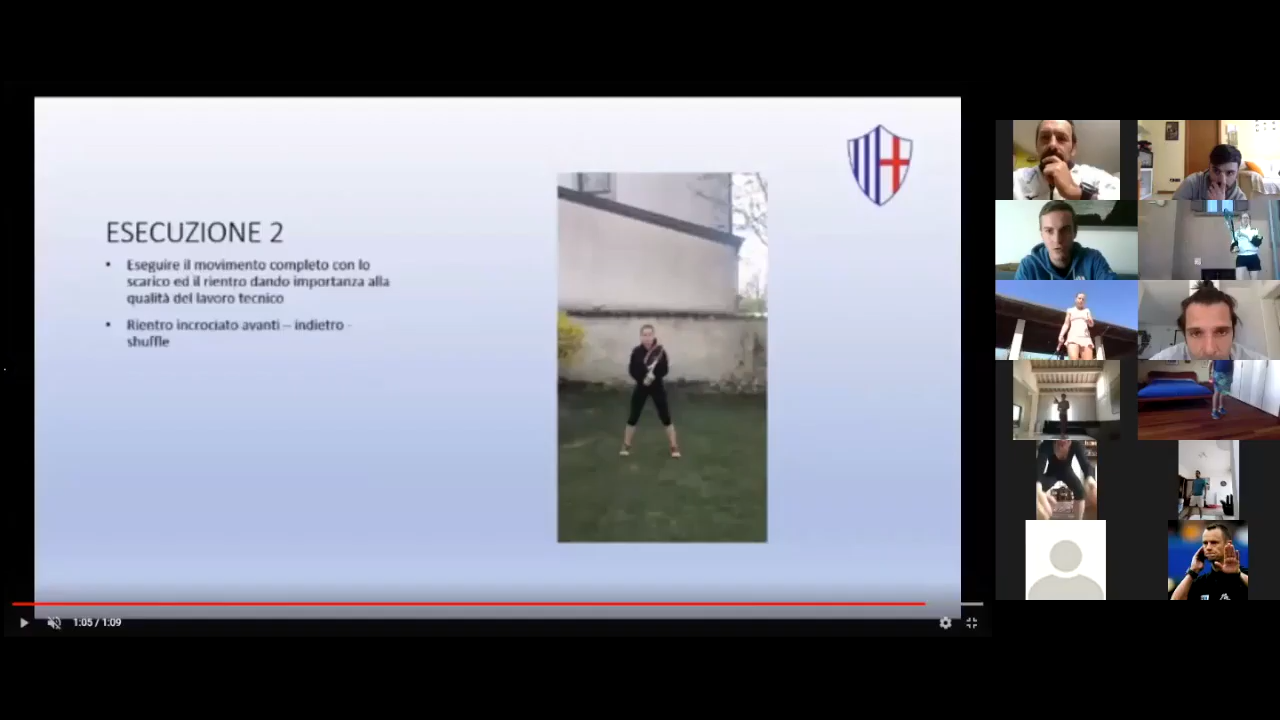 ESECUZIONE 2
• Eseguire il movimento completo con lo
scarico ed il rientro dando importanza alla
qualità del lavoro tecnico
• Rientro incrociato avanti – indietro -
shuffle
1:05 / 1:09